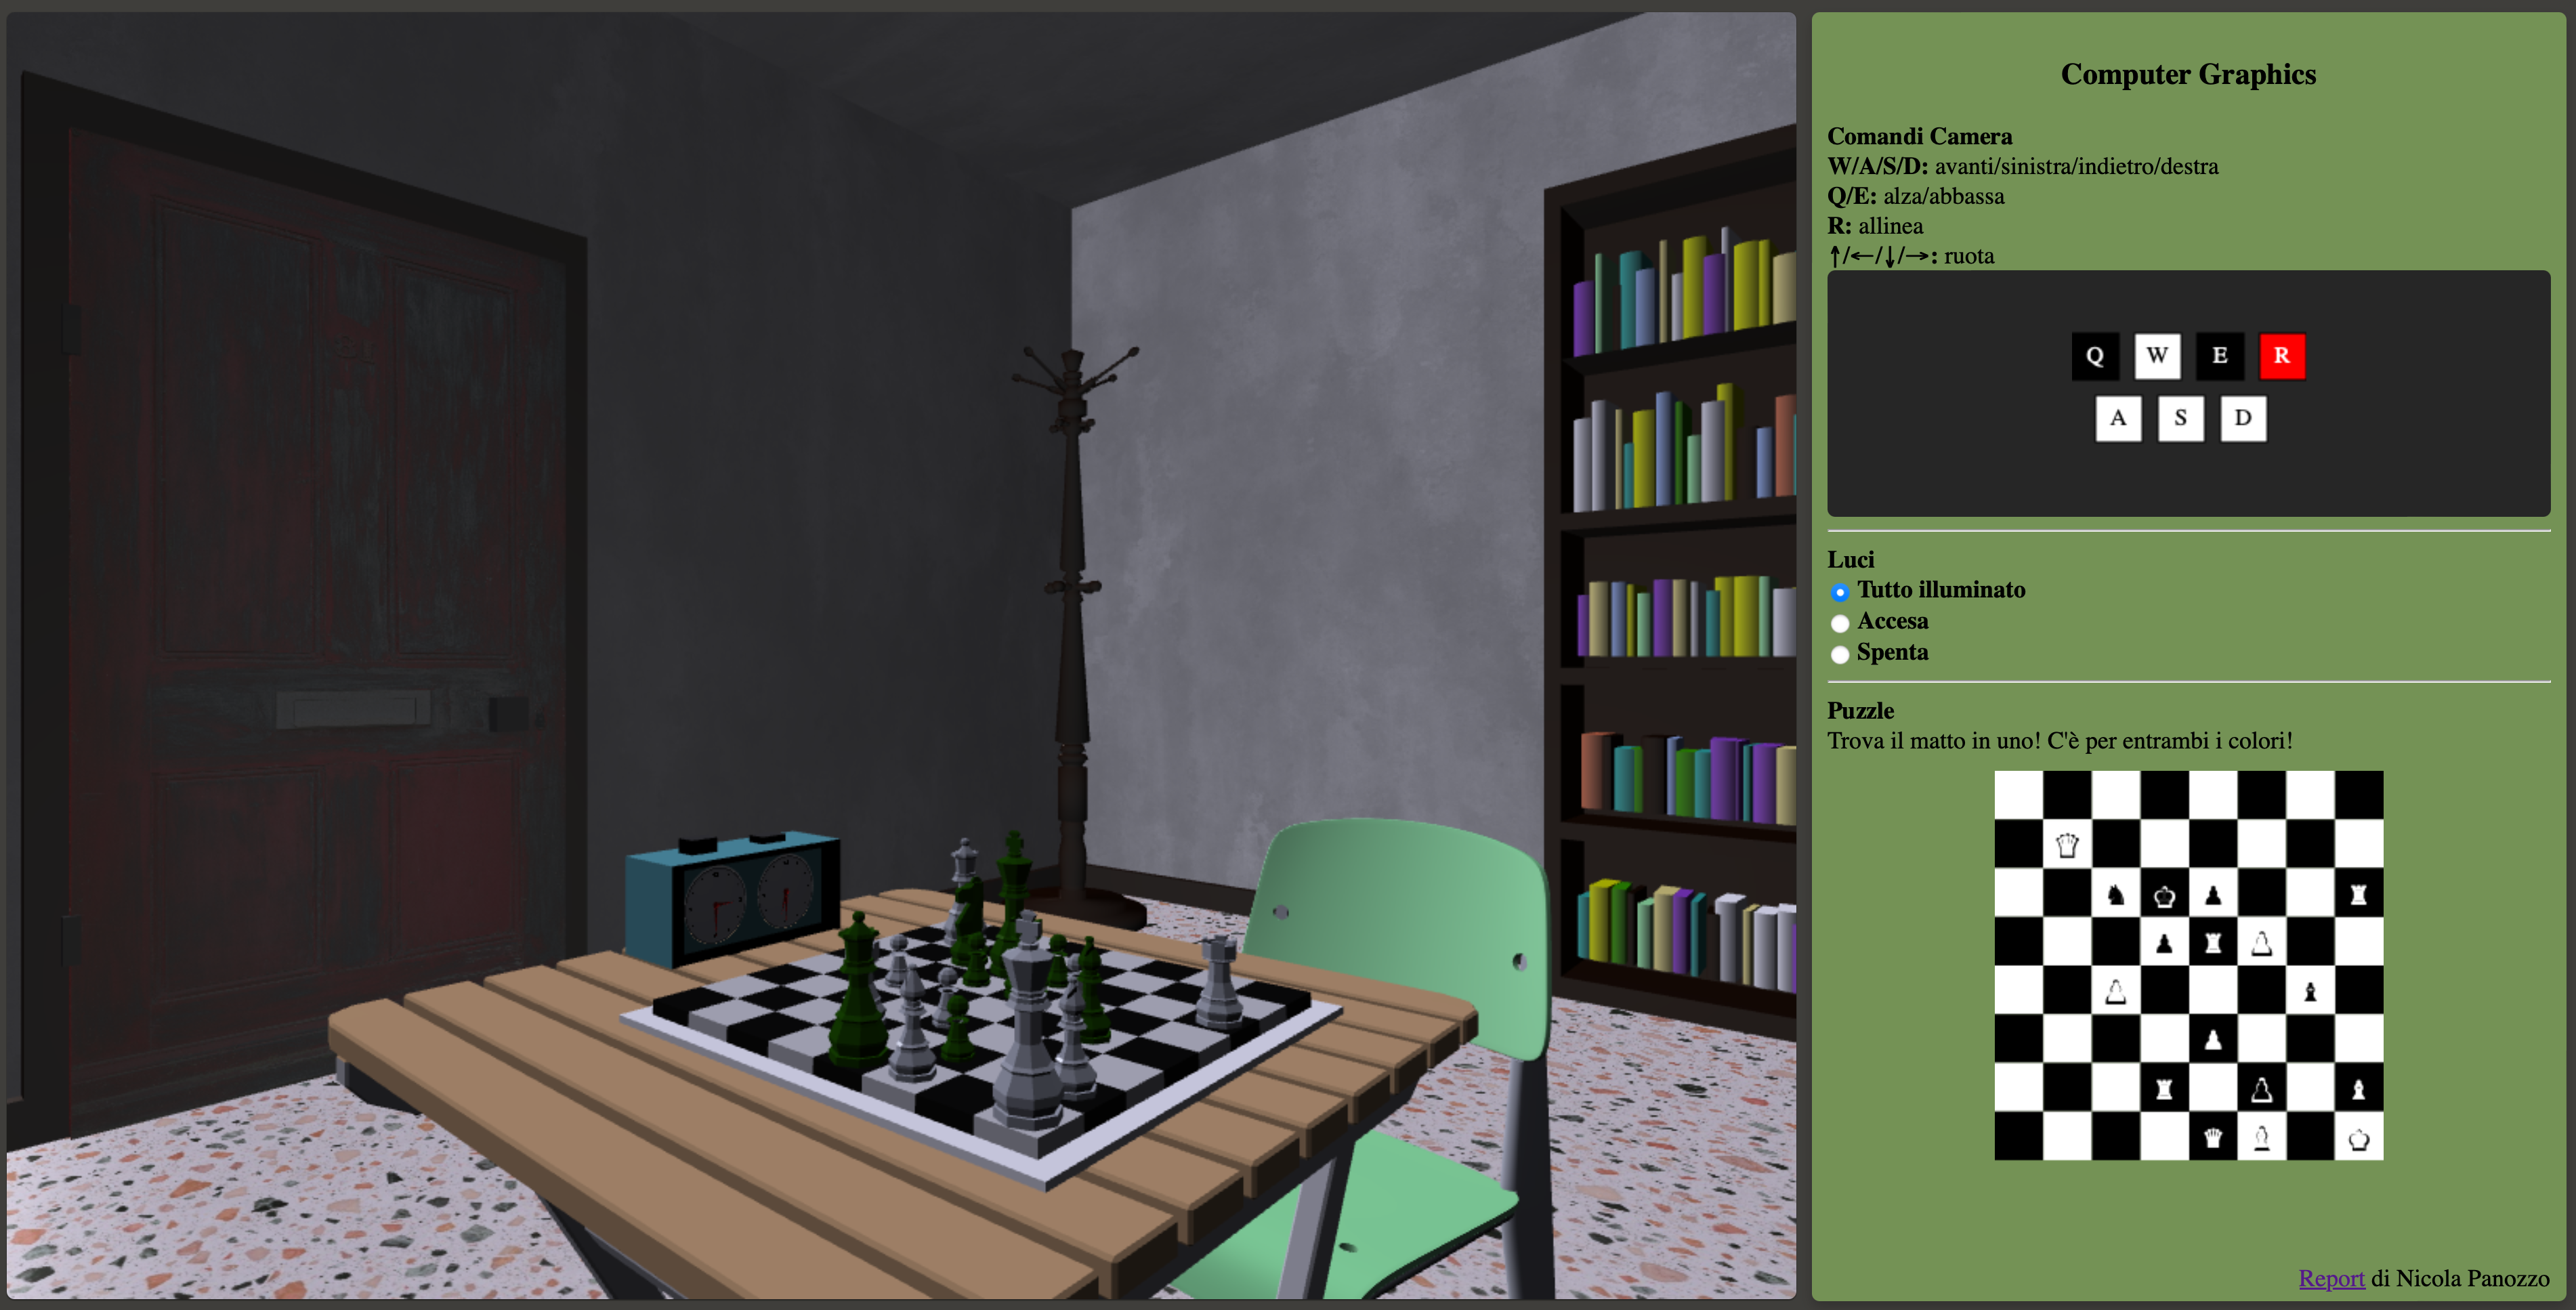 Computer Graphics
Comandi Camera
W/A/S/D: avanti/sinistra/indietro/destra
Q/E: alza/abbassa
R: allinea
↑/←/↓/→: ruota
Q W E R
A S D
Luci
Tutto illuminato
Accesa
Spenta
Puzzle
Trova il matto in uno! C'è per entrambi i colori!
Report di Nicola Panozzo